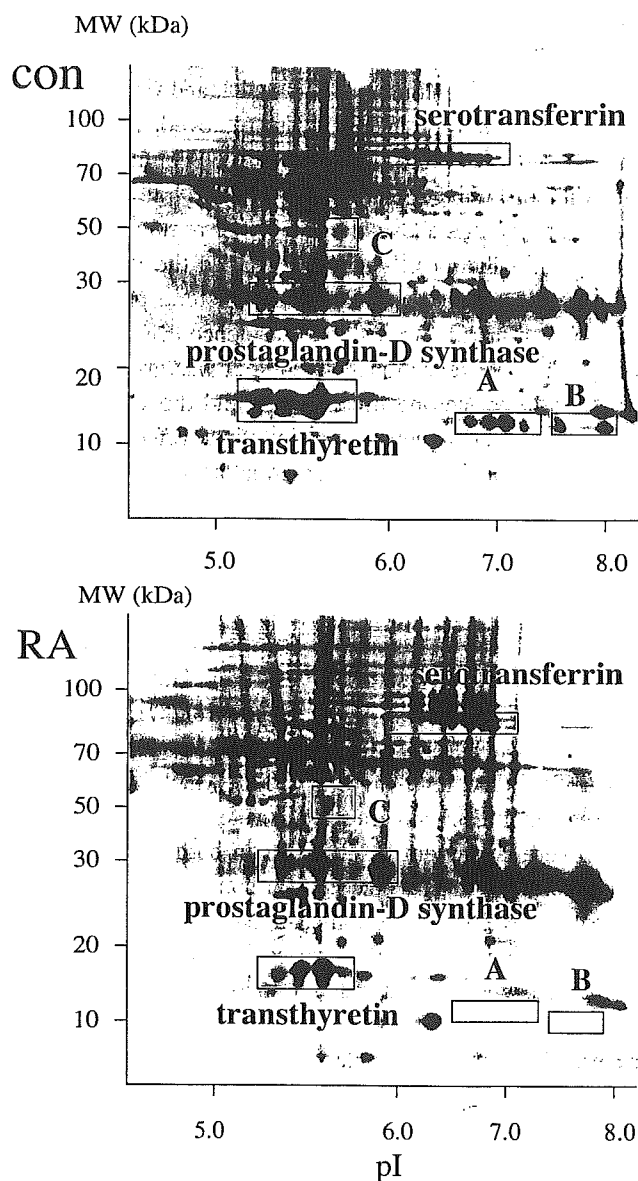 MW (kDa)
con
100
serotransferrin
70
50
C
30
prostaglandin-D synthase
20
A
B
transthyretin
10
5.0 6.0 7.0 8.0
MW (kDa)
RA
100
serotransferrin
70
50
C
30
prostaglandin-D synthase
20
A
B
transthyretin
10
5.0 6.0 7.0 8.0
pI